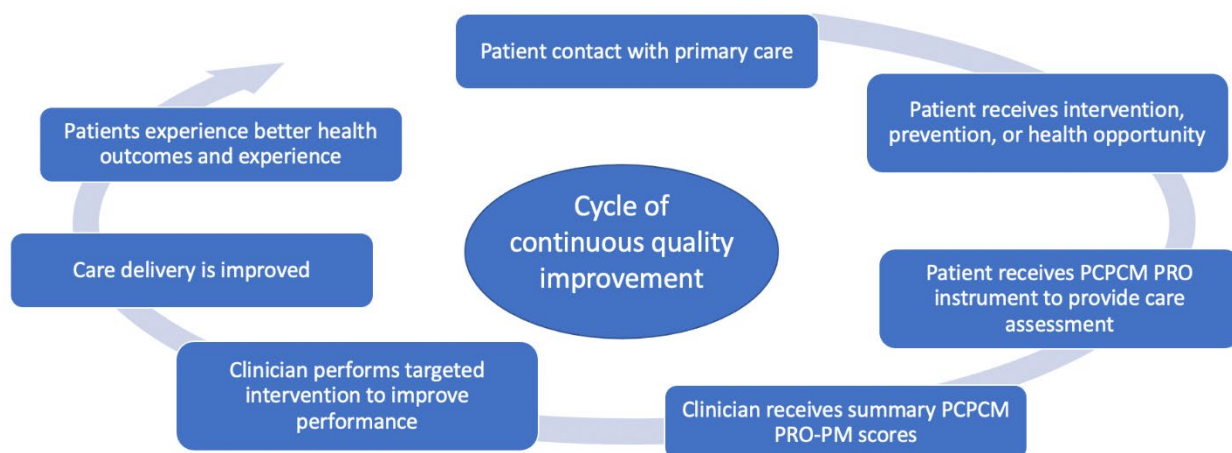 Patient contact with primary care
Patient receives intervention,
prevention, or health opportunity
Patient receives PCPCM PRO
instrument to provide care
assessment
Clinician receives summary PCPCM
PRO-PM scores
Clinician performs targeted
intervention to improve
performance
Care delivery is improved
Patients experience better health
outcomes and experience
Cycle of
continuous quality
improvement